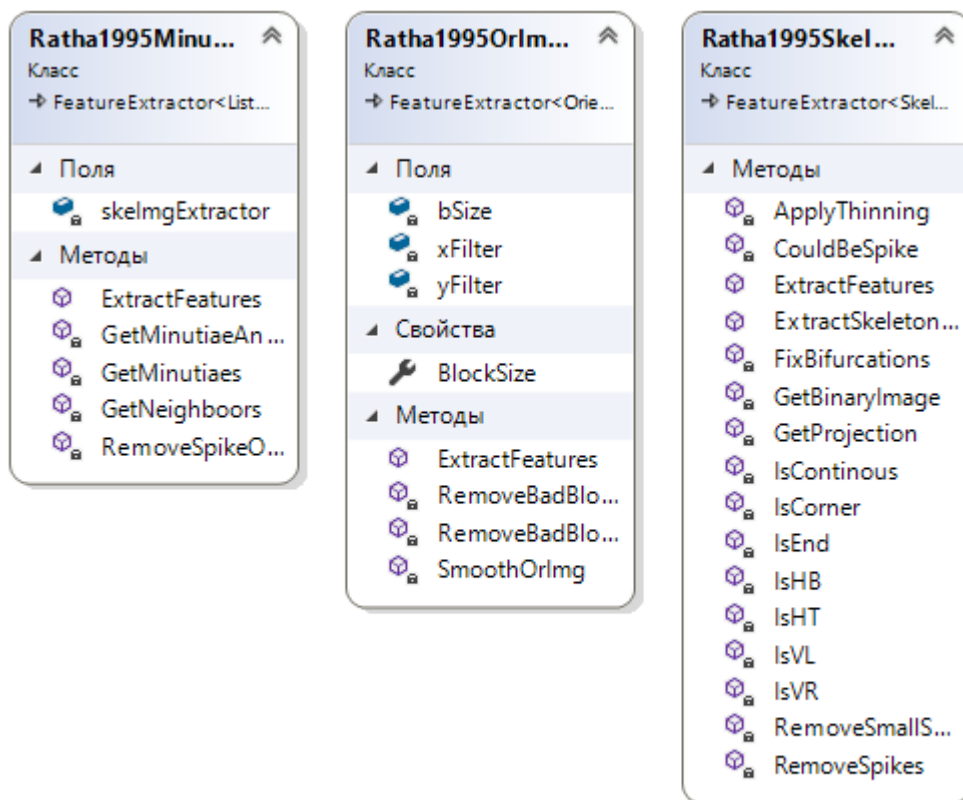 Ratha1995Minu...
Класс
FeatureExtractor<List...
Поля
skeImgExtractor
Методы
ExtractFeatures
GetMinutiaeAn...
GetMinutiaes
GetNeighboors
RemoveSpikeO...
Ratha1995OrIm...
Класс
FeatureExtractor<Orie...
Поля
bSize
xFilter
yFilter
Свойства
BlockSize
Методы
ExtractFeatures
RemoveBadBlo...
RemoveBadBlo...
SmoothOrImg
Ratha1995Skel...
Класс
FeatureExtractor<Skel...
Методы
ApplyThinning
CouldBeSpike
ExtractFeatures
ExtractSkeleton...
FixBifurcations
GetBinaryImage
GetProjection
IsContinous
IsCorner
IsEnd
IsHB
IsHT
IsVL
IsVR
RemoveSmallS...
RemoveSpikes